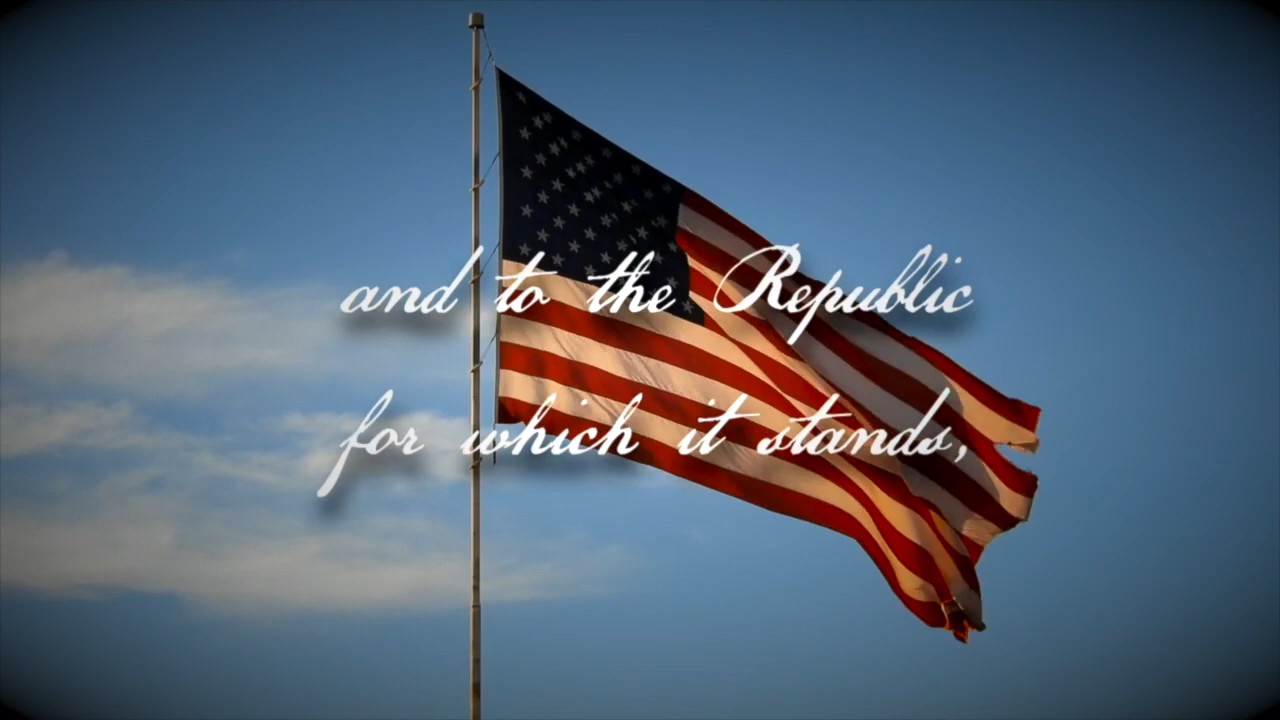 and to the Republic
for which it stands,